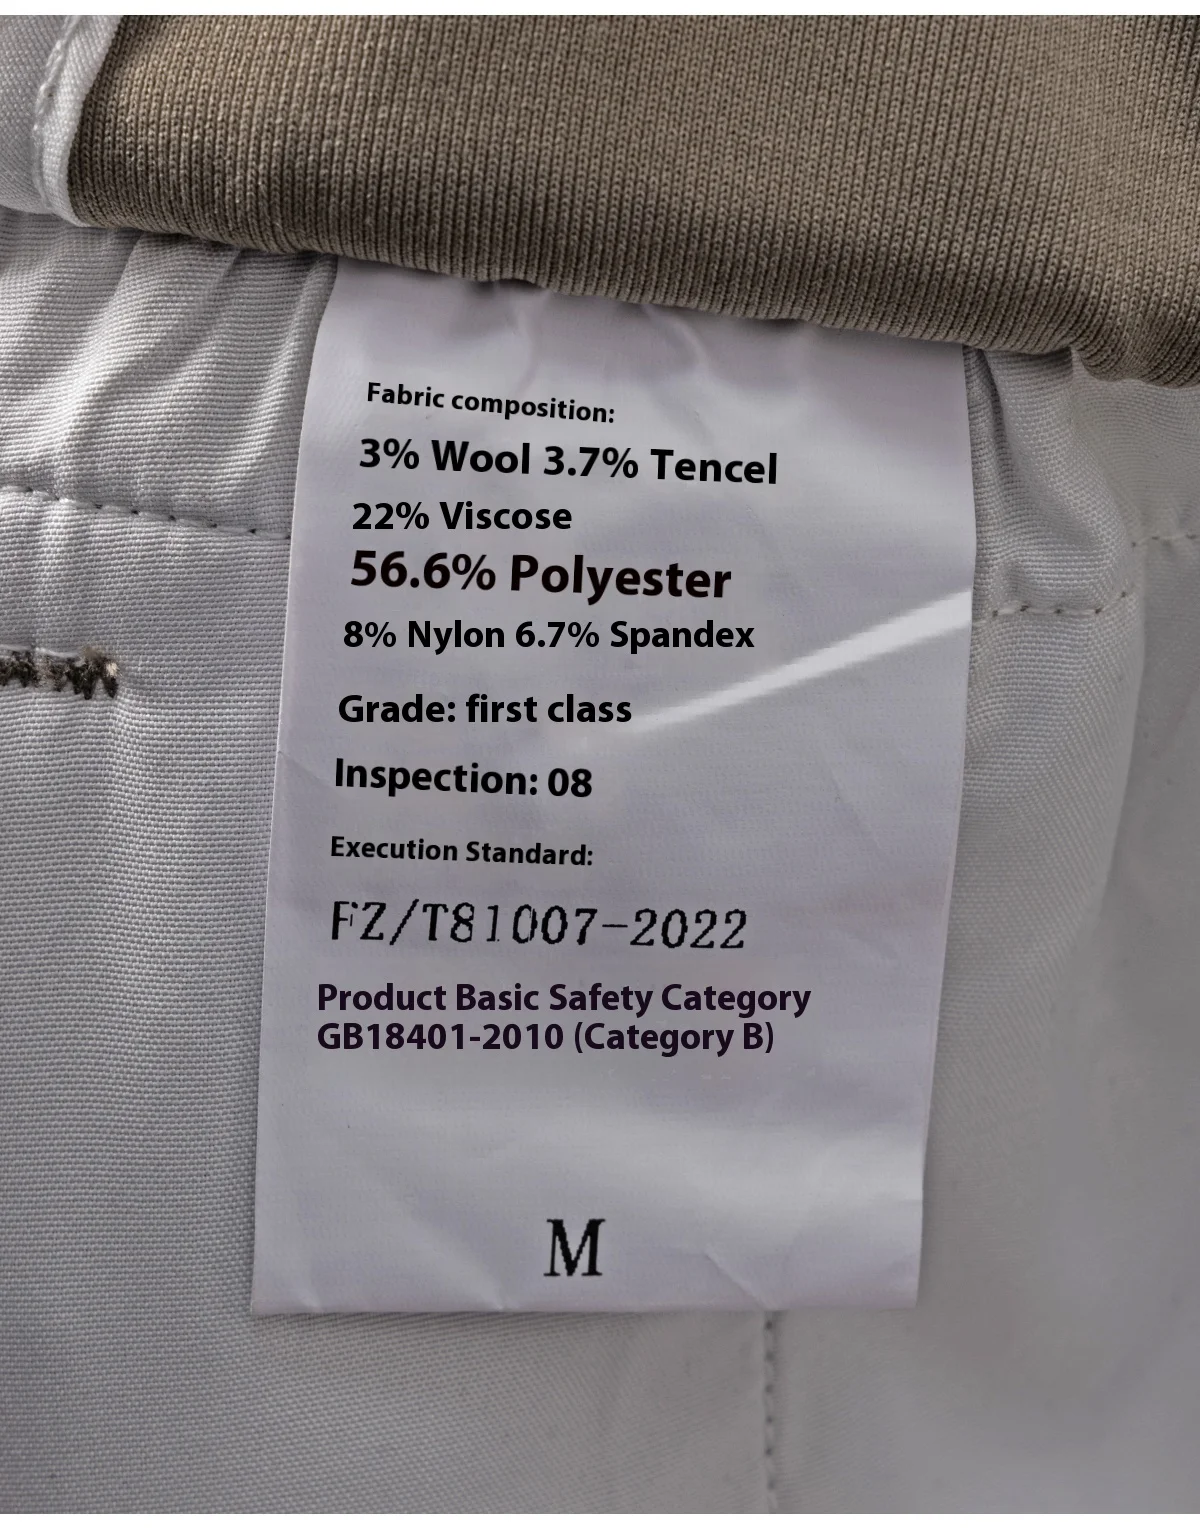 Fabric composition:
3% Wool 3.7% Tencel
22% Viscose
56.6% Polyester
8% Nylon 6.7% Spandex
Grade: first class
Inspection: 08
Execution Standard:
FZ/T81007-2022
Product Basic Safety Category
GB18401-2010 (Category B)
M